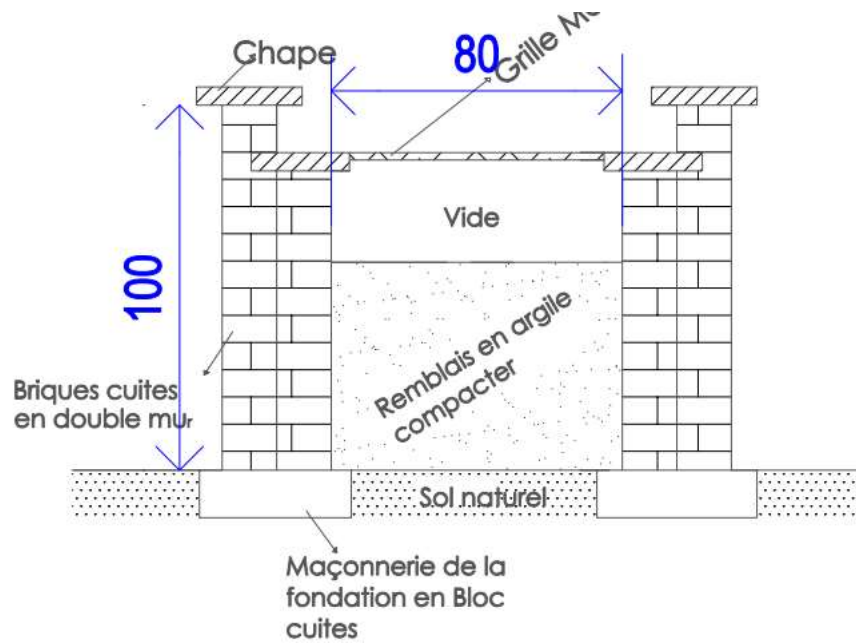 Chape
80
Grille
Vide
100
Remblais en argile
compacter
Briques cuites
en double mur
Sol naturel
Maçonnerie de la
fondation en Bloc
cuites